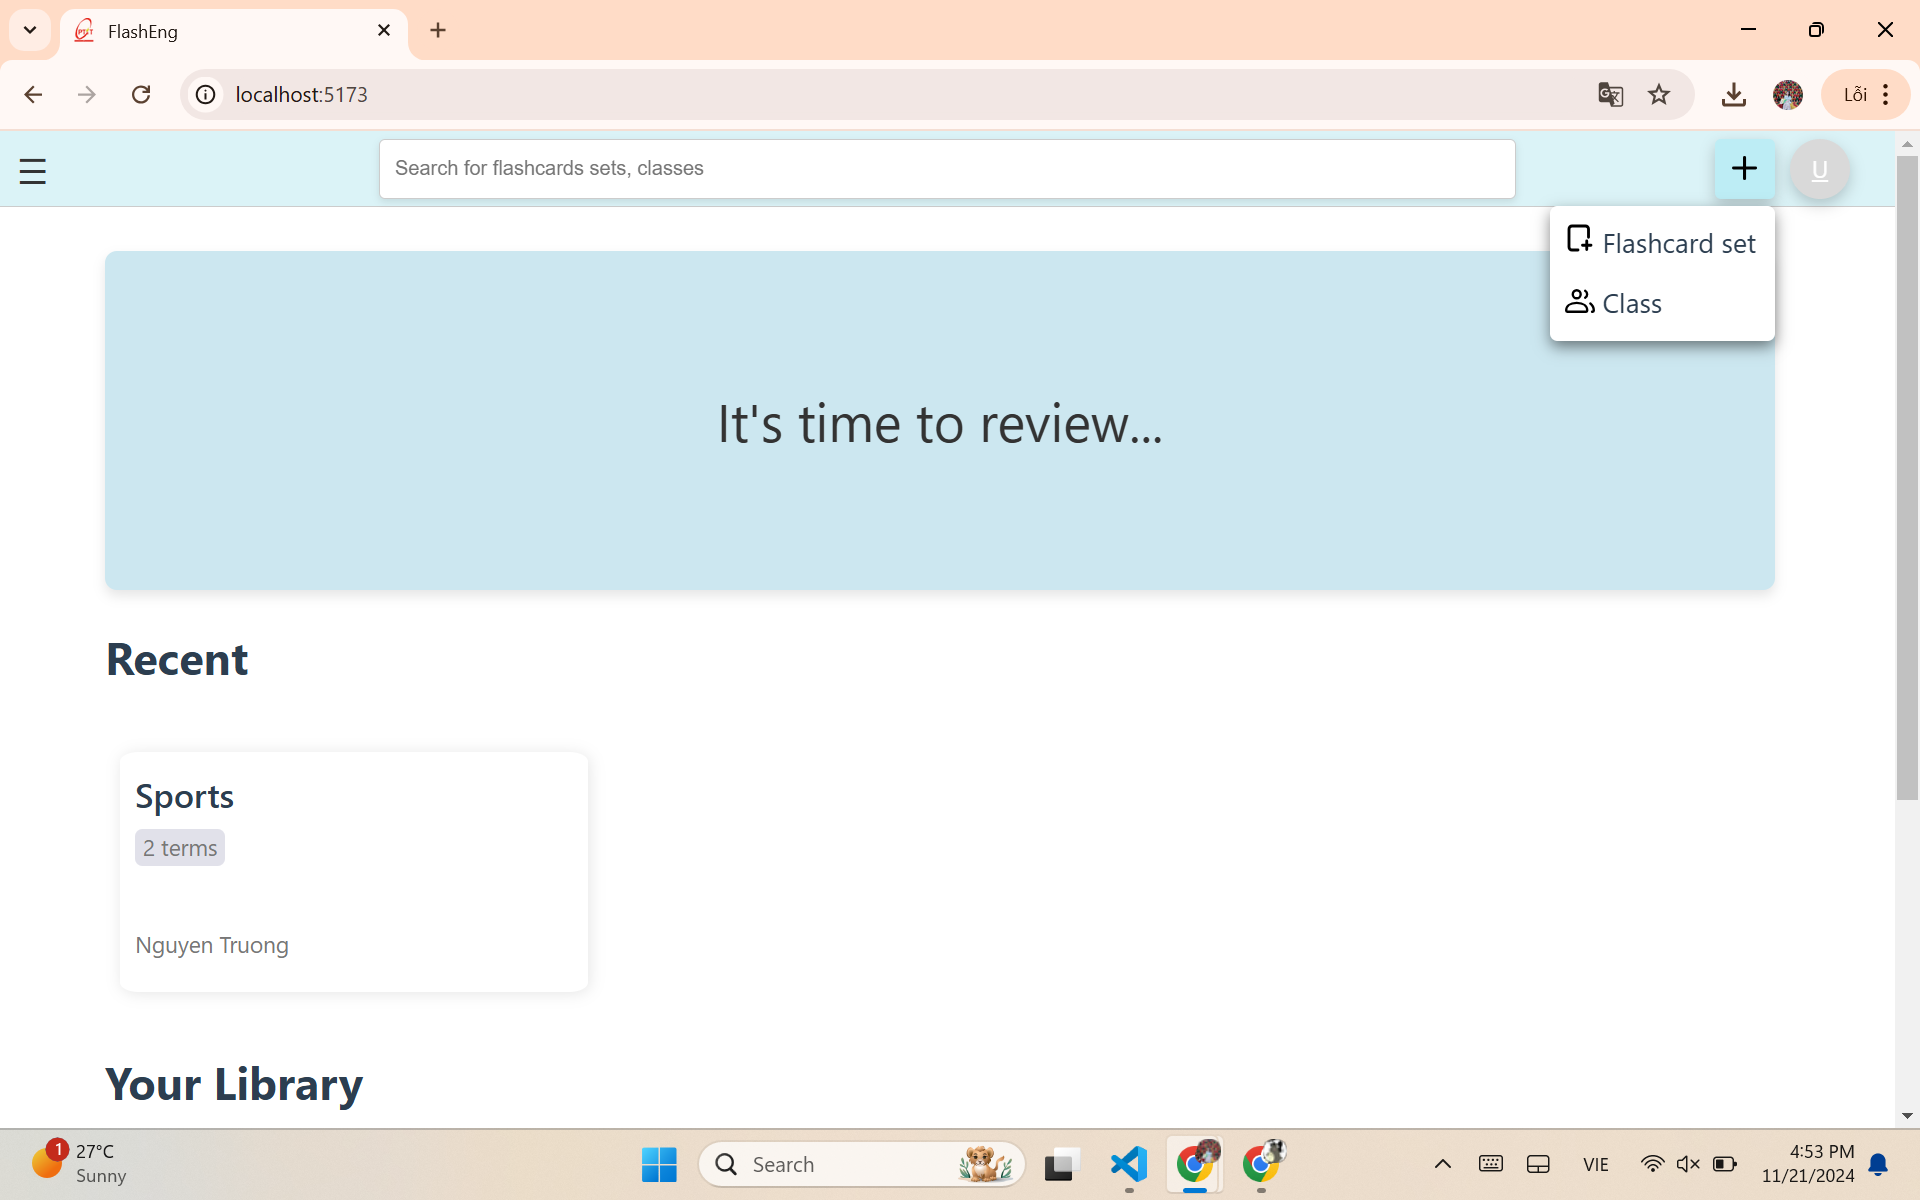 FlashEng
localhost:5173
Lỗi
Search for flashcards sets, classes
U
Flashcard set
Class
It's time to review...
Recent
Sports
2 terms
Nguyen Truong
Your Library
1
27°C
Sunny
Search
VIE
4:53 PM
11/21/2024